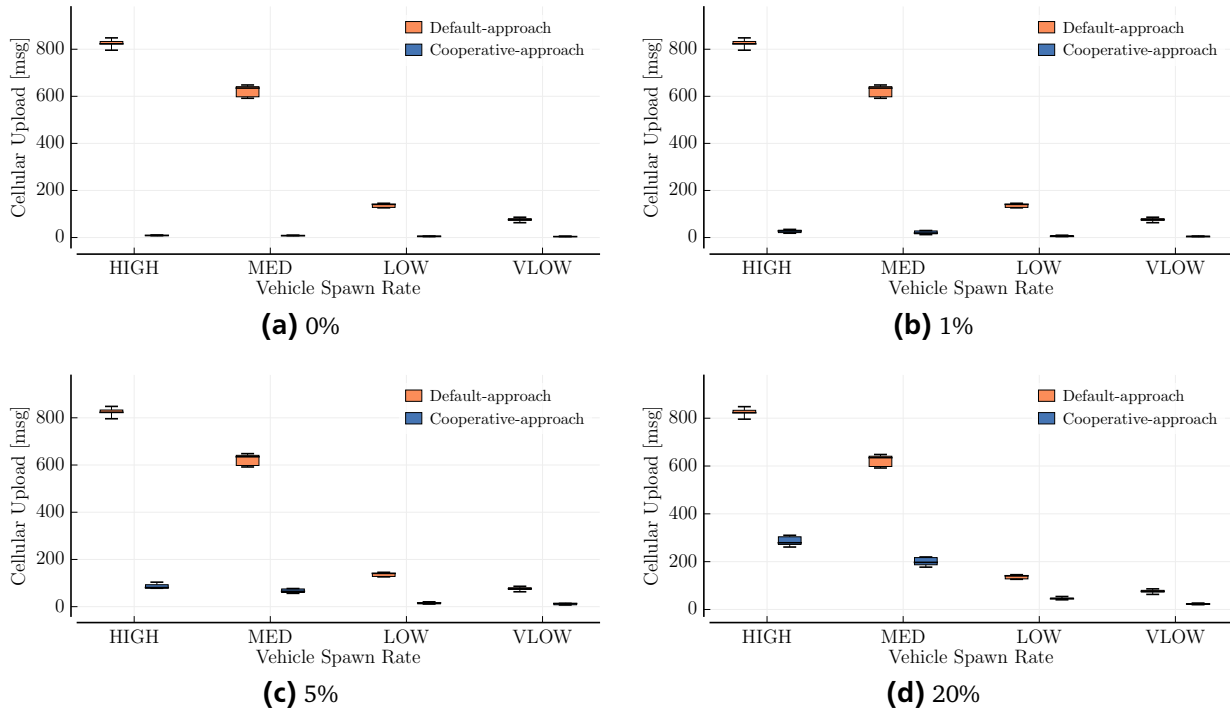 Cellular Upload [msg]
800
600
400
200
0
Default-approach
Cooperative-approach
HIGH MED LOW VLOW
Vehicle Spawn Rate
(a) 0%
Cellular Upload [msg]
800
600
400
200
0
Default-approach
Cooperative-approach
HIGH MED LOW VLOW
Vehicle Spawn Rate
(b) 1%
Cellular Upload [msg]
800
600
400
200
0
Default-approach
Cooperative-approach
HIGH MED LOW VLOW
Vehicle Spawn Rate
(c) 5%
Cellular Upload [msg]
800
600
400
200
0
Default-approach
Cooperative-approach
HIGH MED LOW VLOW
Vehicle Spawn Rate
(d) 20%